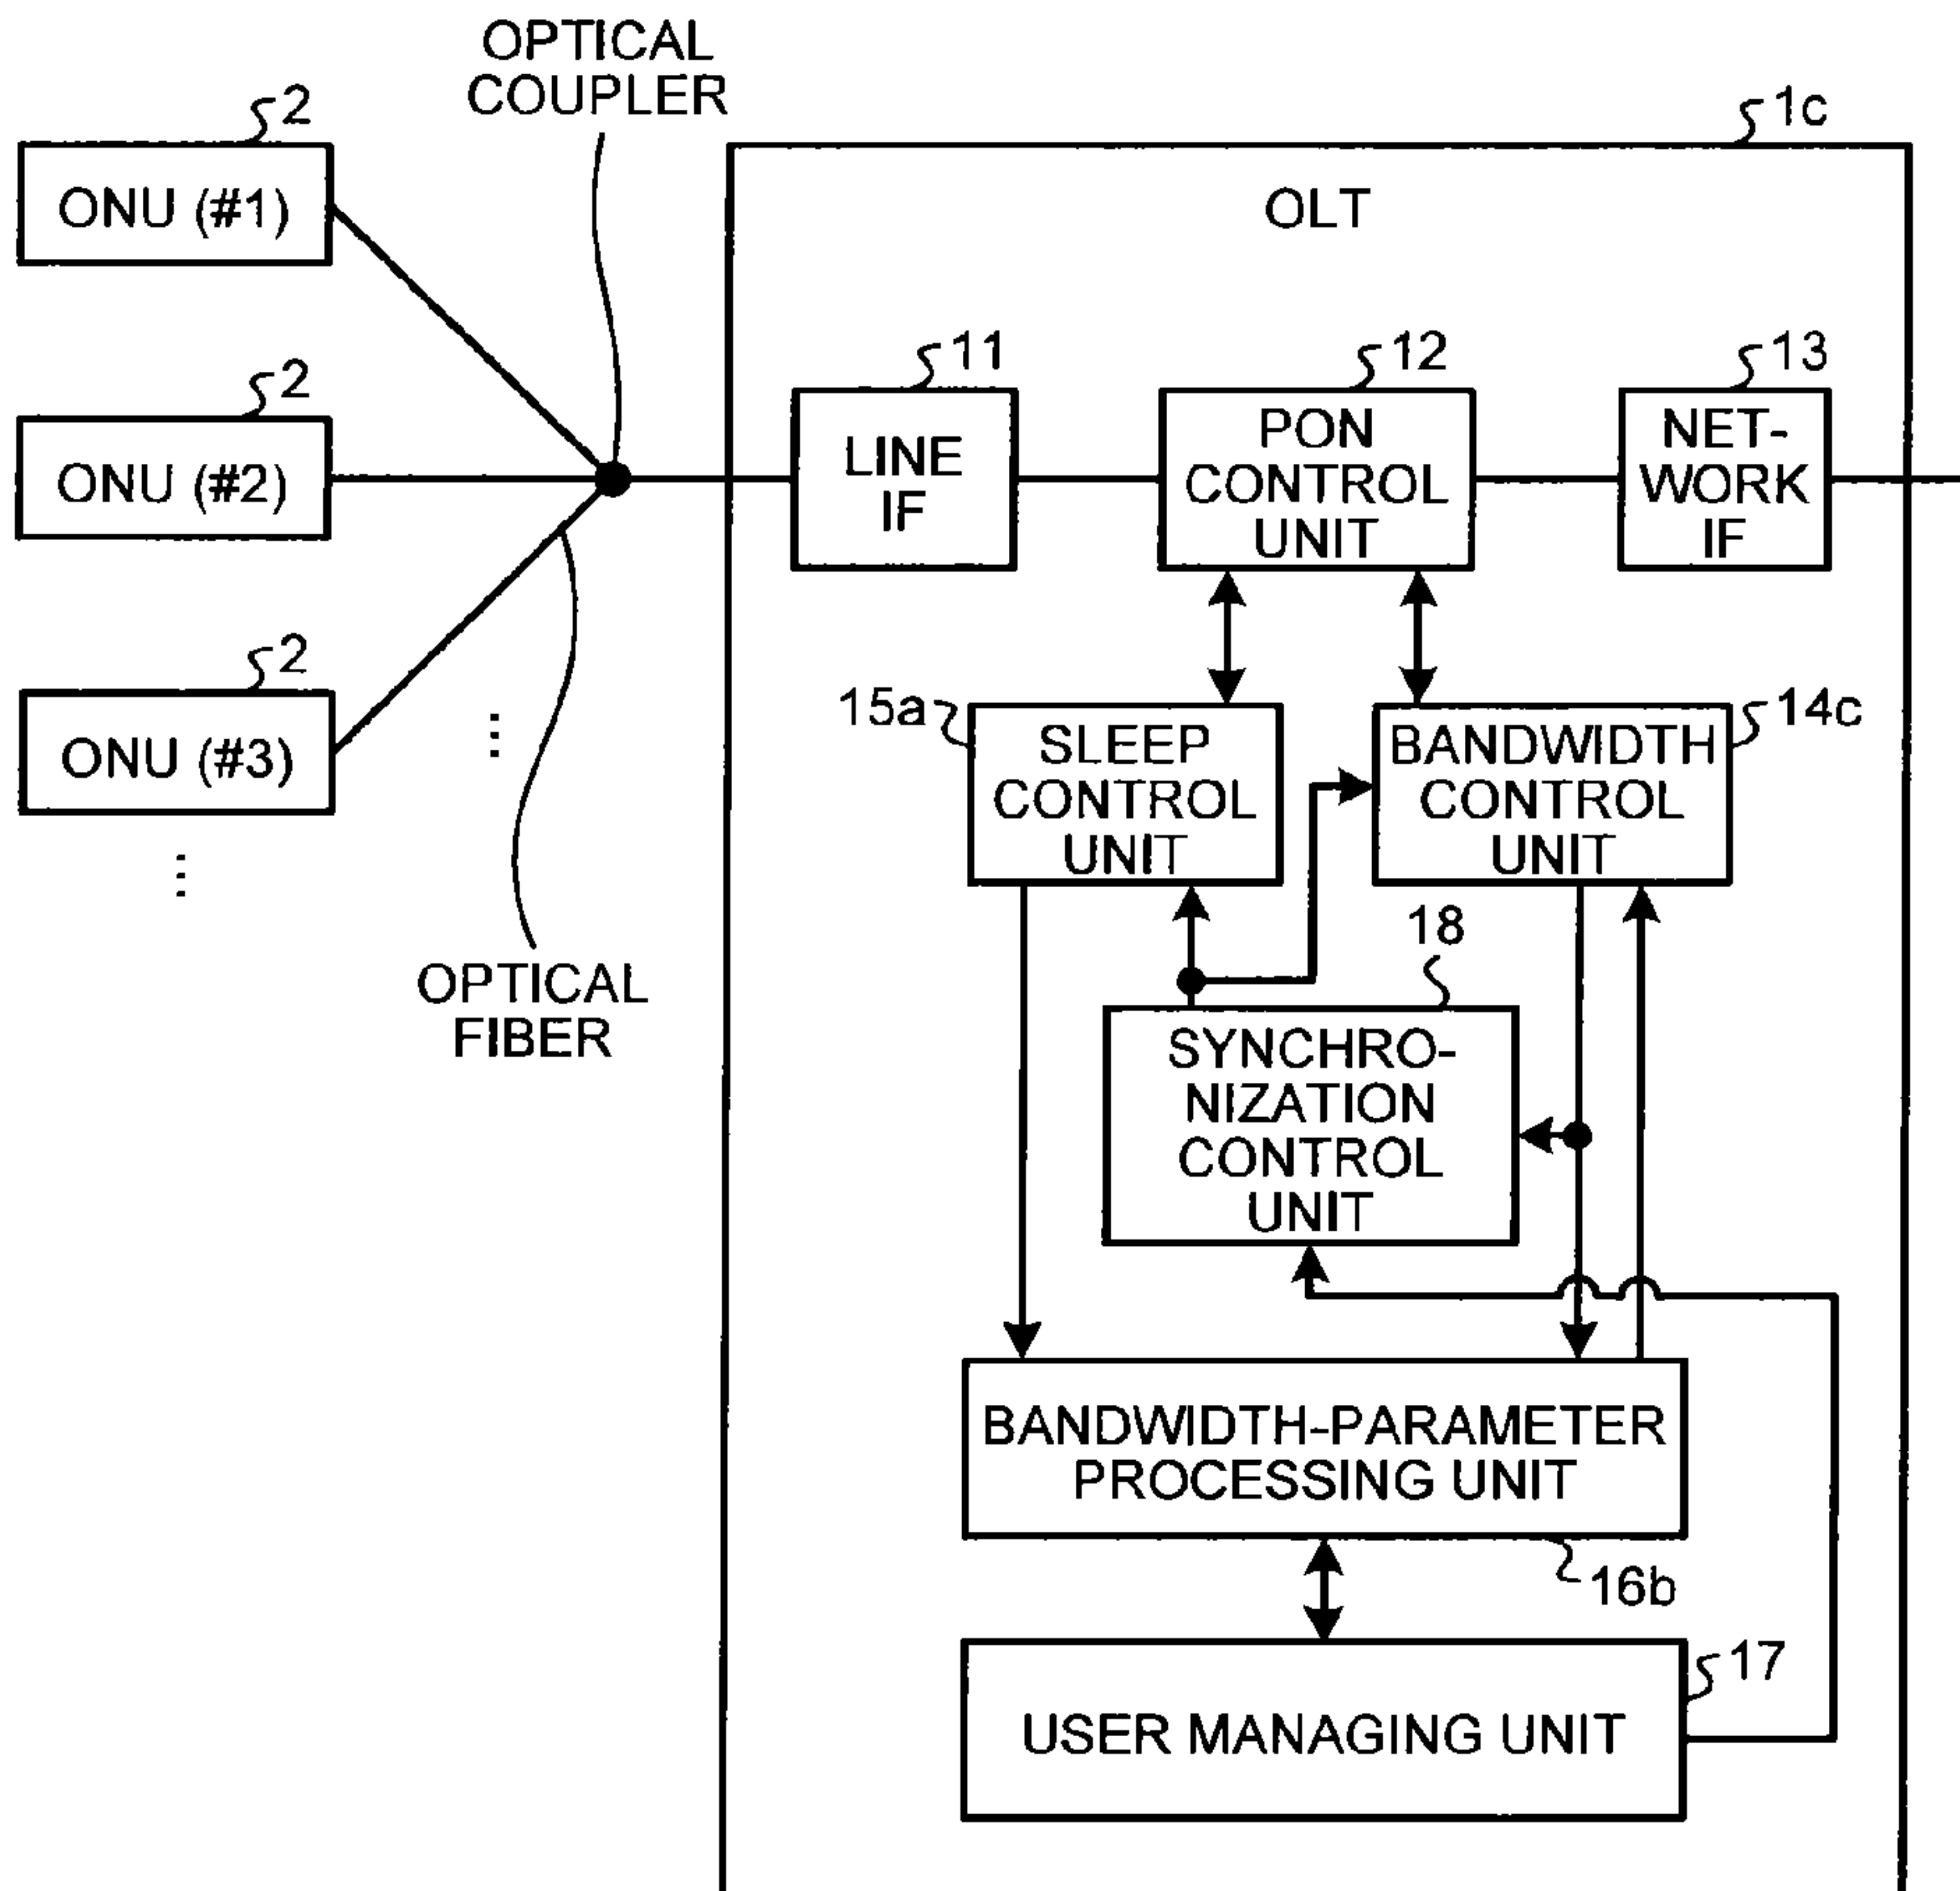 OPTICAL
COUPLER
2
1c
ONU (#1)
OLT
2
11
12
13
ONU (#2)
LINE
IF
PON
CONTROL
UNIT
NET-
WORK
IF
2
ONU (#3)
⋮
⋮
15a
SLEEP
CONTROL
UNIT
BANDWIDTH
CONTROL
UNIT
14c
18
OPTICAL
FIBER
SYNCHRO-
NIZATION
CONTROL
UNIT
BANDWIDTH-PARAMETER
PROCESSING UNIT
16b
17
USER MANAGING UNIT